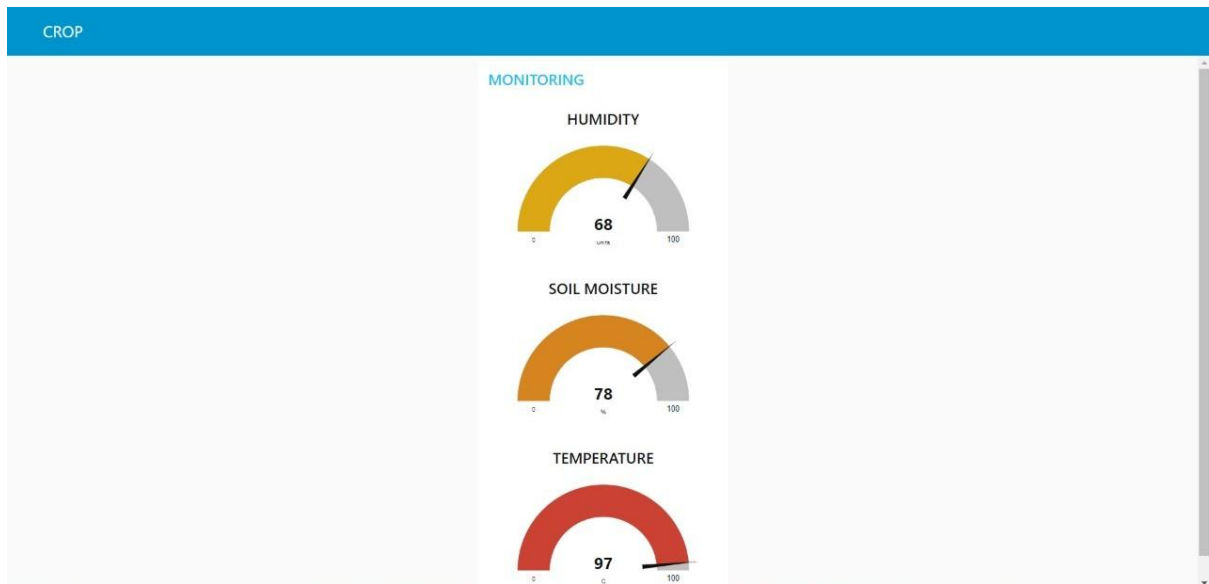 CROP
MONITORING
HUMIDITY
68
units
0
100
SOIL MOISTURE
78
%
0
100
TEMPERATURE
97
C
0
100